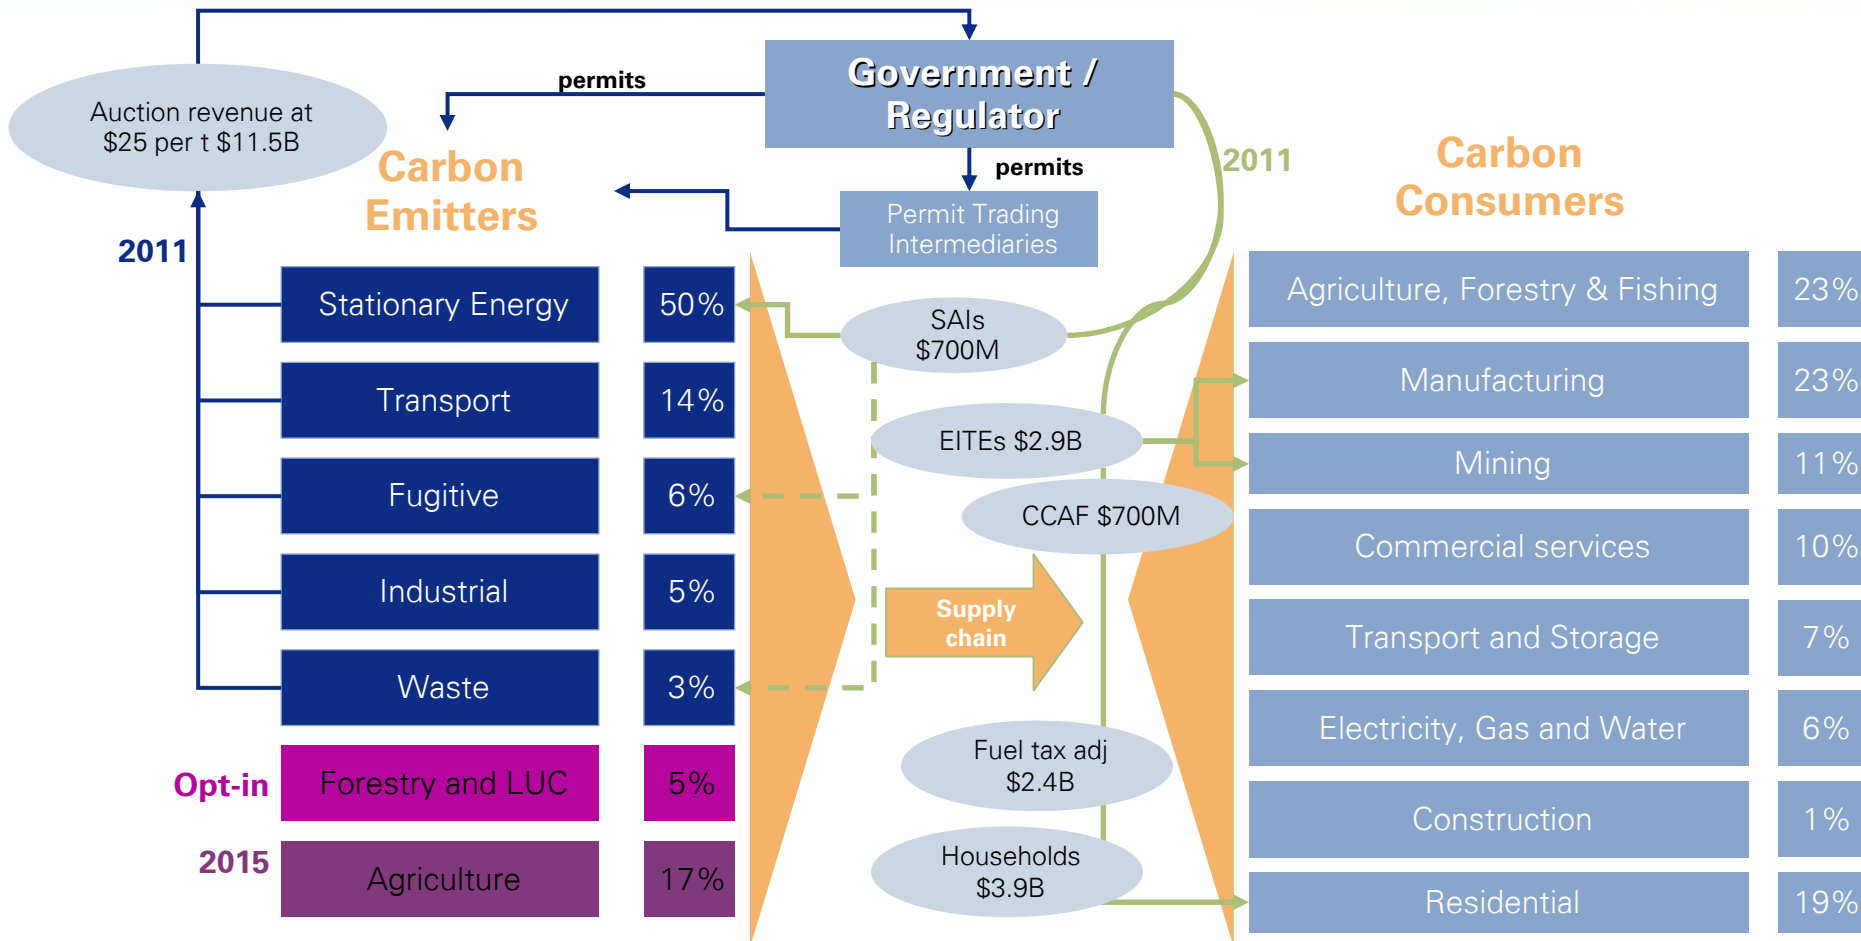 Government /
Regulator
permits
Auction revenue at
$25 per t $11.5B
permits
2011
Carbon
Emitters
Permit Trading
Intermediaries
Carbon
Consumers
2011
Stationary Energy
50%
Transport
14%
Fugitive
6%
Industrial
5%
Waste
3%
Opt-in
Forestry and LUC
5%
2015
Agriculture
17%
SAIs
$700M
EITEs $2.9B
CCAF $700M
Supply
chain
Fuel tax adj
$2.4B
Households
$3.9B
Agriculture, Forestry & Fishing
23%
Manufacturing
23%
Mining
11%
Commercial services
10%
Transport and Storage
7%
Electricity, Gas and Water
6%
Construction
1%
Residential
19%